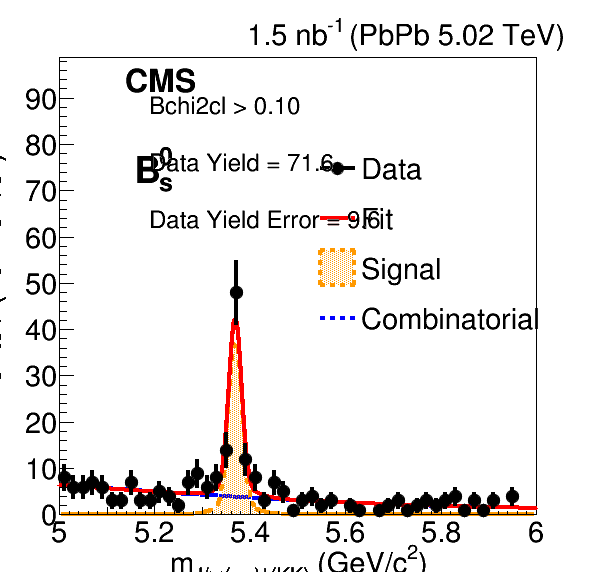 1.5 nb⁻¹ (PbPb 5.02 TeV)
CMS
Bchi2cl > 0.10
B⁰ₛ
Data Yield = 71.6
Data Yield Error = 9.6
Data
Fit
Signal
Combinatorial
90
80
70
60
50
40
30
20
10
0
5 5.2 5.4 5.6 5.8 6
(GeV/c²)